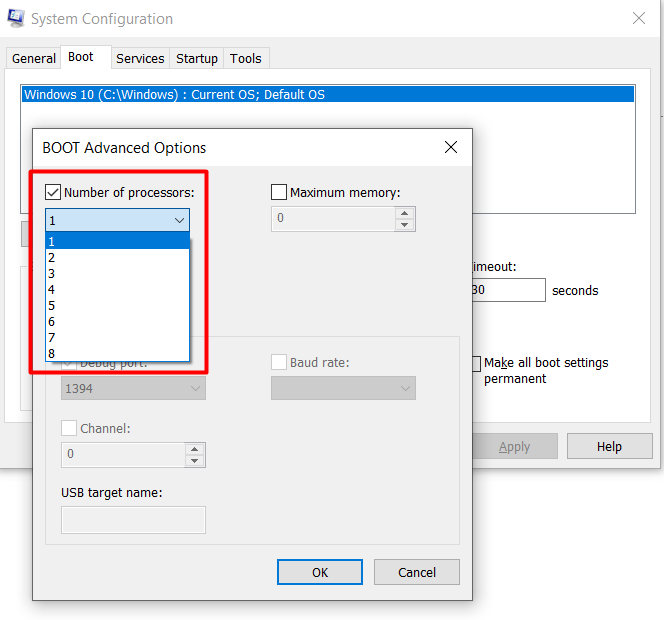 System Configuration
General Boot Services Startup Tools
Windows 10 (C:\Windows) : Current OS; Default OS
BOOT Advanced Options
Number of processors: Maximum memory:
1 0
1
2
3
4
5
6
7
8
imeout:
30 seconds
Debug port: Baud rate:
1394
Make all boot settings
permanent
Channel:
0
USB target name:
Apply Help
OK Cancel